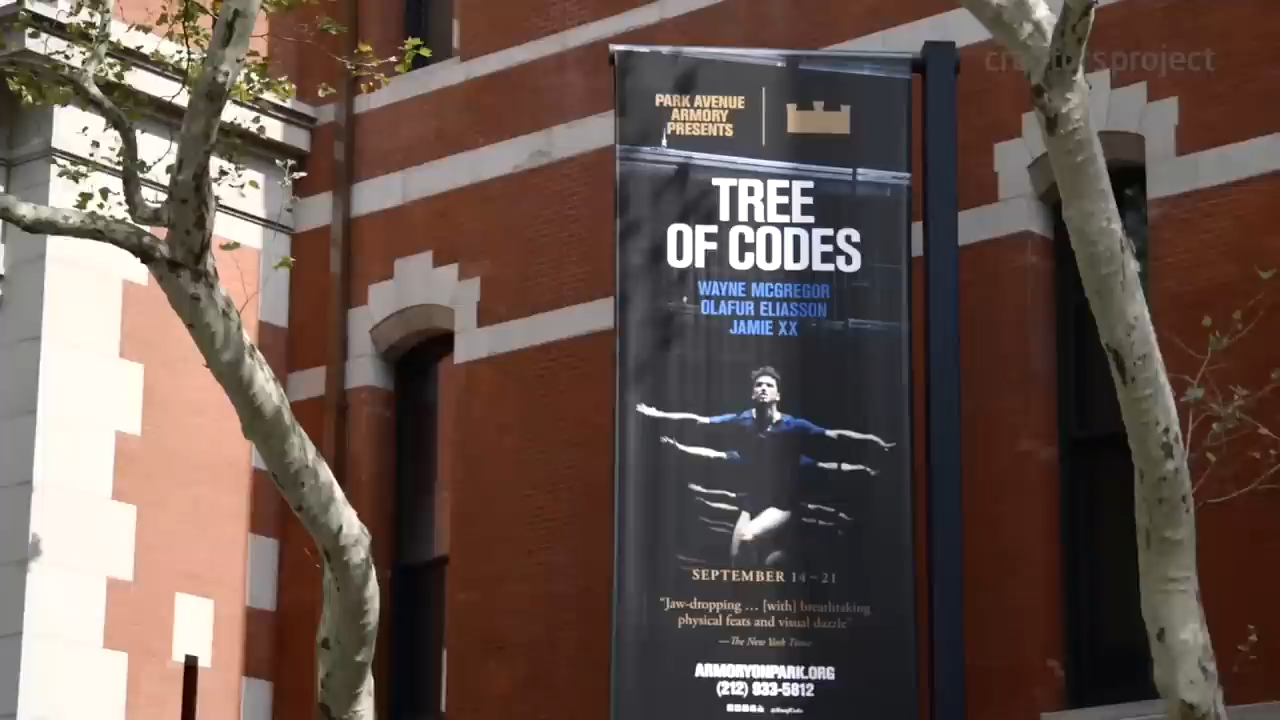 creatorsproject
PARK AVENUE
ARMORY
PRESENTS
TREE
OF CODES
WAYNE MCGREGOR
OLAFUR ELIASSON
JAMIE XX
SEPTEMBER 14–21
"Jaw-dropping ... [with] breathtaking
physical feats and visual dazzle"
—The New York Times
ARMORYONPARK.ORG
(212) 933-5812